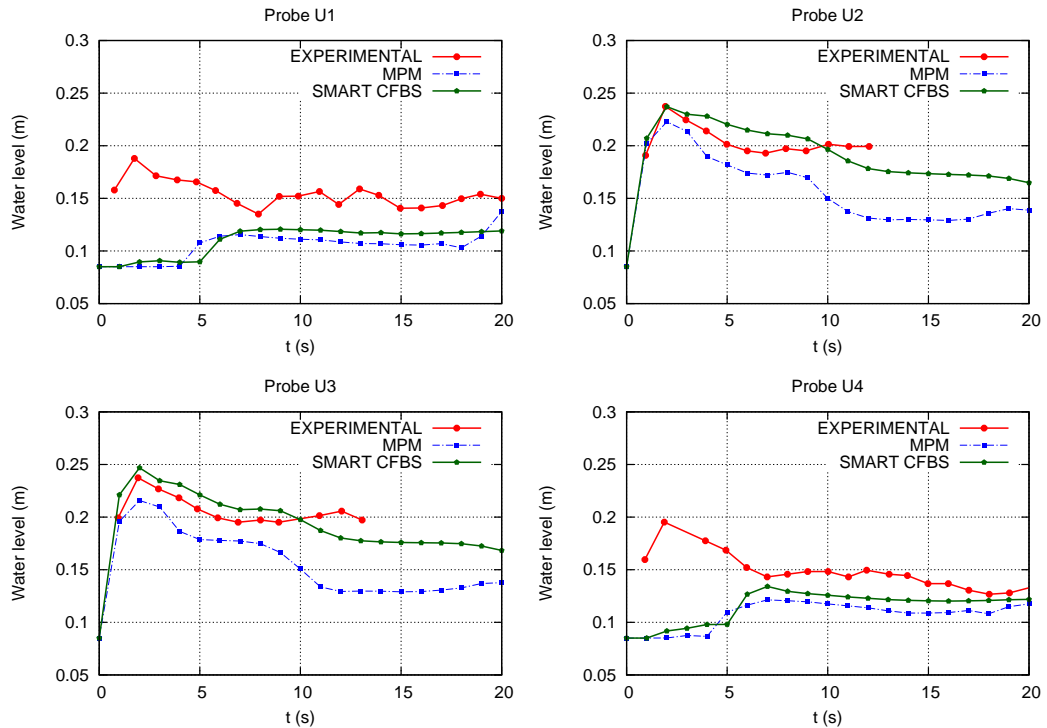 Probe U1
Water level (m)
0.3
0.25
0.2
0.15
0.1
0.05
0 5 10 15 20
t (s)
EXPERIMENTAL
MPM
SMART CFBS
Probe U2
Water level (m)
0.3
0.25
0.2
0.15
0.1
0.05
0 5 10 15 20
t (s)
EXPERIMENTAL
MPM
SMART CFBS
Probe U3
Water level (m)
0.3
0.25
0.2
0.15
0.1
0.05
0 5 10 15 20
t (s)
EXPERIMENTAL
MPM
SMART CFBS
Probe U4
Water level (m)
0.3
0.25
0.2
0.15
0.1
0.05
0 5 10 15 20
t (s)
EXPERIMENTAL
MPM
SMART CFBS